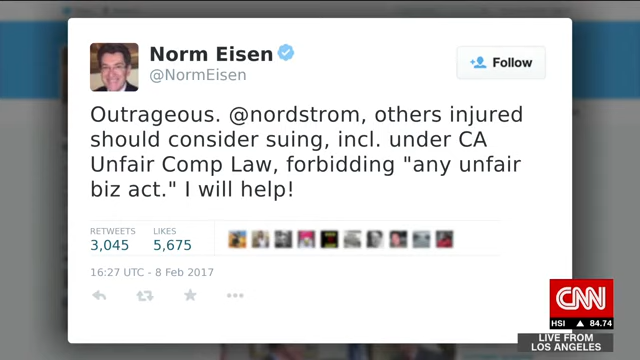 Norm Eisen
@NormEisen
Follow
Outrageous. @nordstrom, others injured
should consider suing, incl. under CA
Unfair Comp Law, forbidding "any unfair
biz act." I will help!
RETWEETS LIKES
3,045 5,675
16:27 UTC - 8 Feb 2017
CNN
HSI ▲ 84.74
LIVE FROM
LOS ANGELES